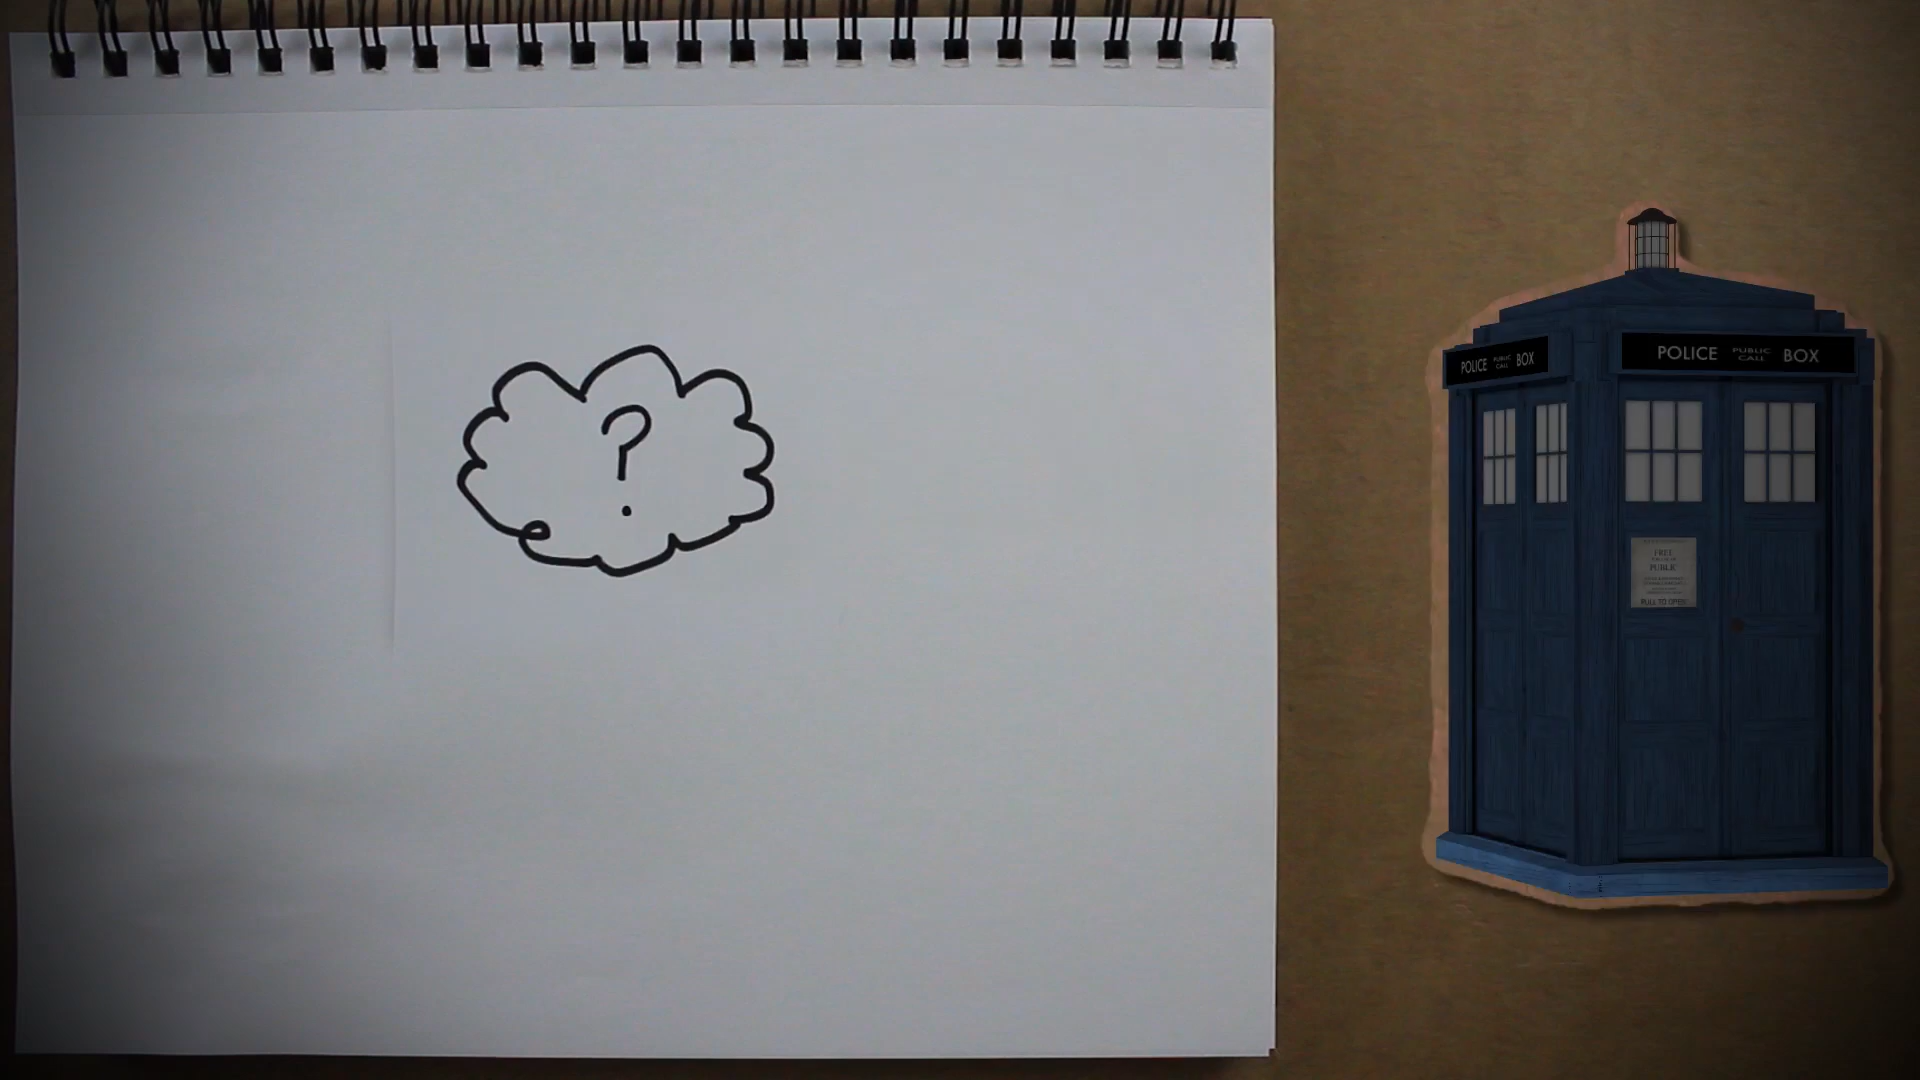 ?
POLICE PUBLIC CALL BOX
POLICE PUBLIC CALL BOX
FREE
PUBLIC
PULL TO OPEN